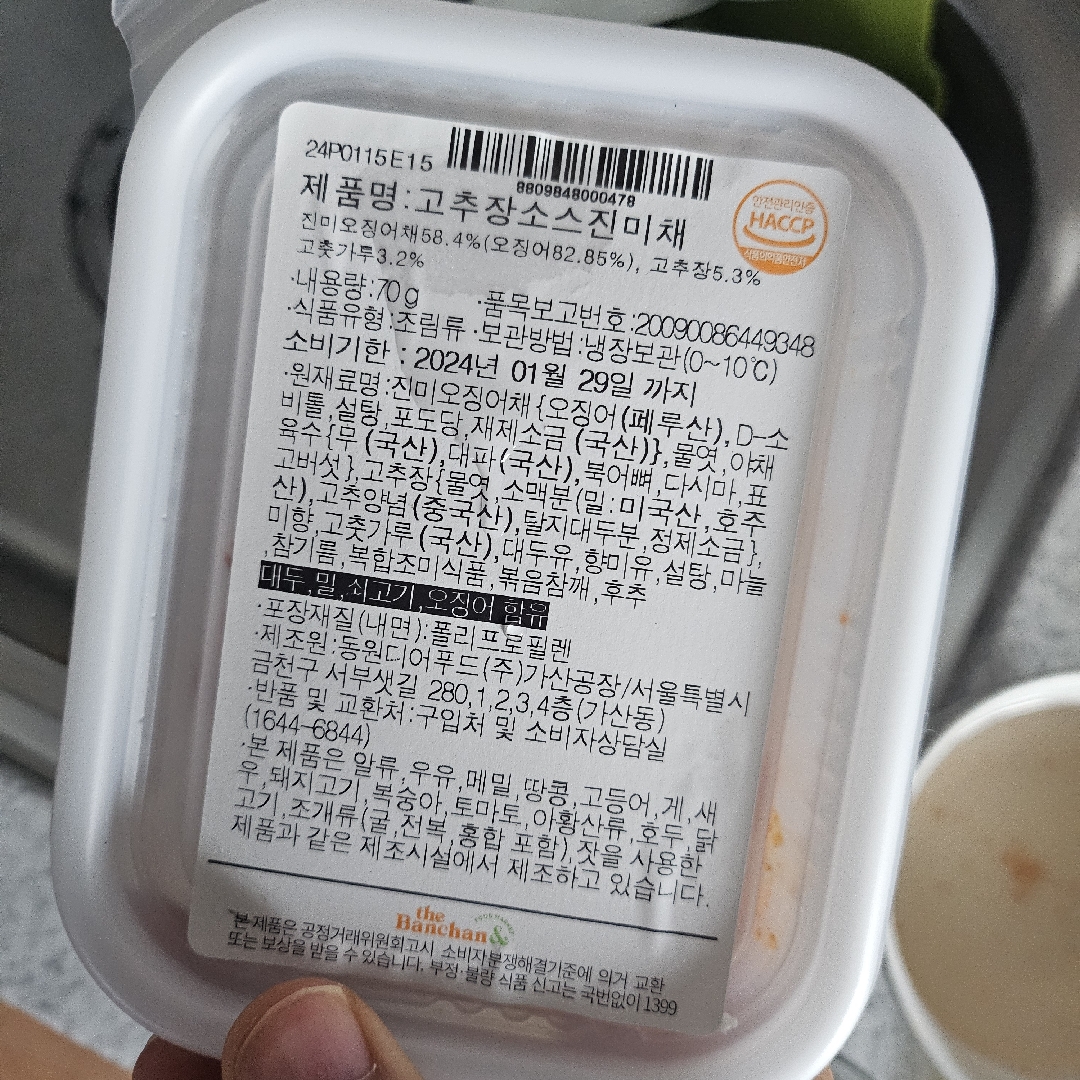 24P0115E15
8809848000478
안전관리인증
HACCP
식품의약품안전처
제품명:고추장소스진미채
진미오징어채58.4%(오징어82.85%), 고추장5.3%
고춧가루3.2%
·내용량:70g ·품목보고번호:20090086449348
·식품유형:조림류 ·보관방법:냉장보관(0~10℃)
소비기한 : 2024년 01월 29일 까지
·원재료명:진미오징어채{오징어(페루산),D-소
비톨,설탕,포도당,재제소금(국산)},물엿,야채
육수{무(국산),대파(국산),북어뼈,다시마,표
고버섯},고추장{물엿,소맥분(밀:미국산,호주
산),고추양념(중국산),탈지대두분,정제소금},
미향,고춧가루(국산),대두유,향미유,설탕,마늘
,참기름,복합조미식품,볶음참깨,후추
대두,밀,쇠고기,오징어 함유
·포장재질(내면):폴리프로필렌
·제조원:동원디어푸드(주)가산공장/서울특별시
금천구 서부샛길 280,1,2,3,4층(가산동)
·반품 및 교환처:구입처 및 소비자상담실
(1644-6844)
·본 제품은 알류,우유,메밀,땅콩,고등어,게,새
우,돼지고기,복숭아,토마토,아황산류,호두,닭
고기,조개류(굴,전복,홍합 포함),잣을 사용한
제품과 같은 제조시설에서 제조하고 있습니다.
the
Banchan&
본 제품은 공정거래위원회고시 소비자분쟁해결기준에 의거 교환
또는 보상을 받을 수 있습니다. 부정·불량 식품 신고는 국번없이 1399